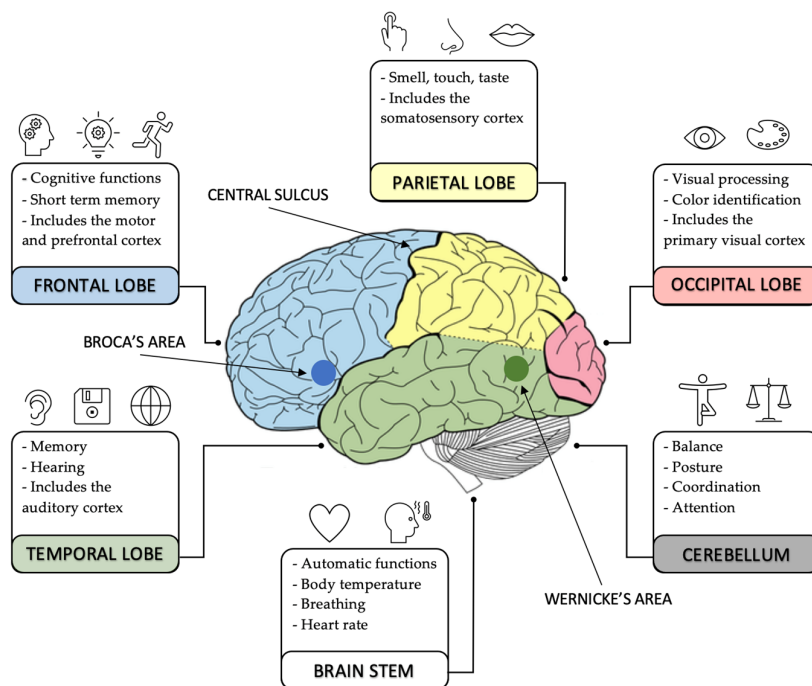 - Smell, touch, taste
- Includes the
somatosensory cortex
PARIETAL LOBE
- Cognitive functions
- Short term memory
- Includes the motor
and prefrontal cortex
FRONTAL LOBE
CENTRAL SULCUS
- Visual processing
- Color identification
- Includes the
primary visual cortex
OCCIPITAL LOBE
BROCA'S AREA
- Memory
- Hearing
- Includes the
auditory cortex
TEMPORAL LOBE
- Balance
- Posture
- Coordination
- Attention
CEREBELLUM
- Automatic functions
- Body temperature
- Breathing
- Heart rate
BRAIN STEM
WERNICKE'S AREA